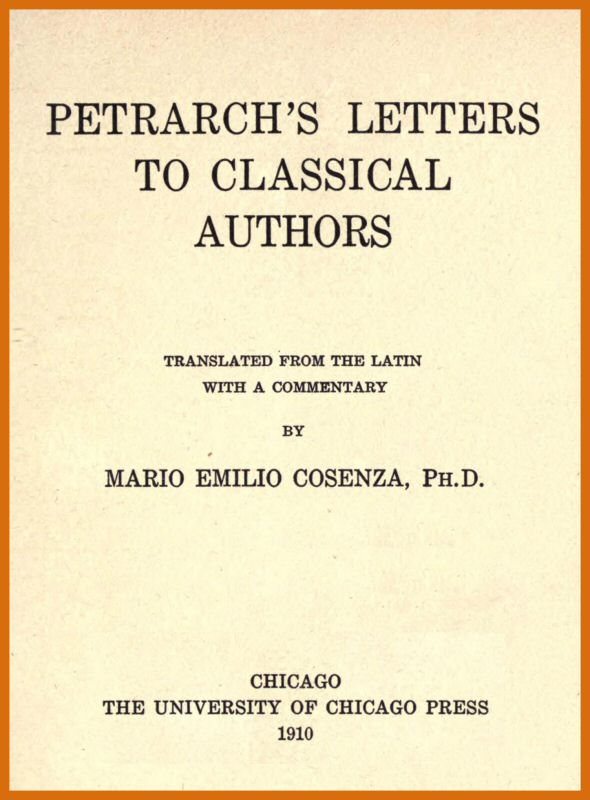 PETRARCH'S LETTERS
TO CLASSICAL
AUTHORS
TRANSLATED FROM THE LATIN
WITH A COMMENTARY
BY
MARIO EMILIO COSENZA, PH.D.
CHICAGO
THE UNIVERSITY OF CHICAGO PRESS
1910